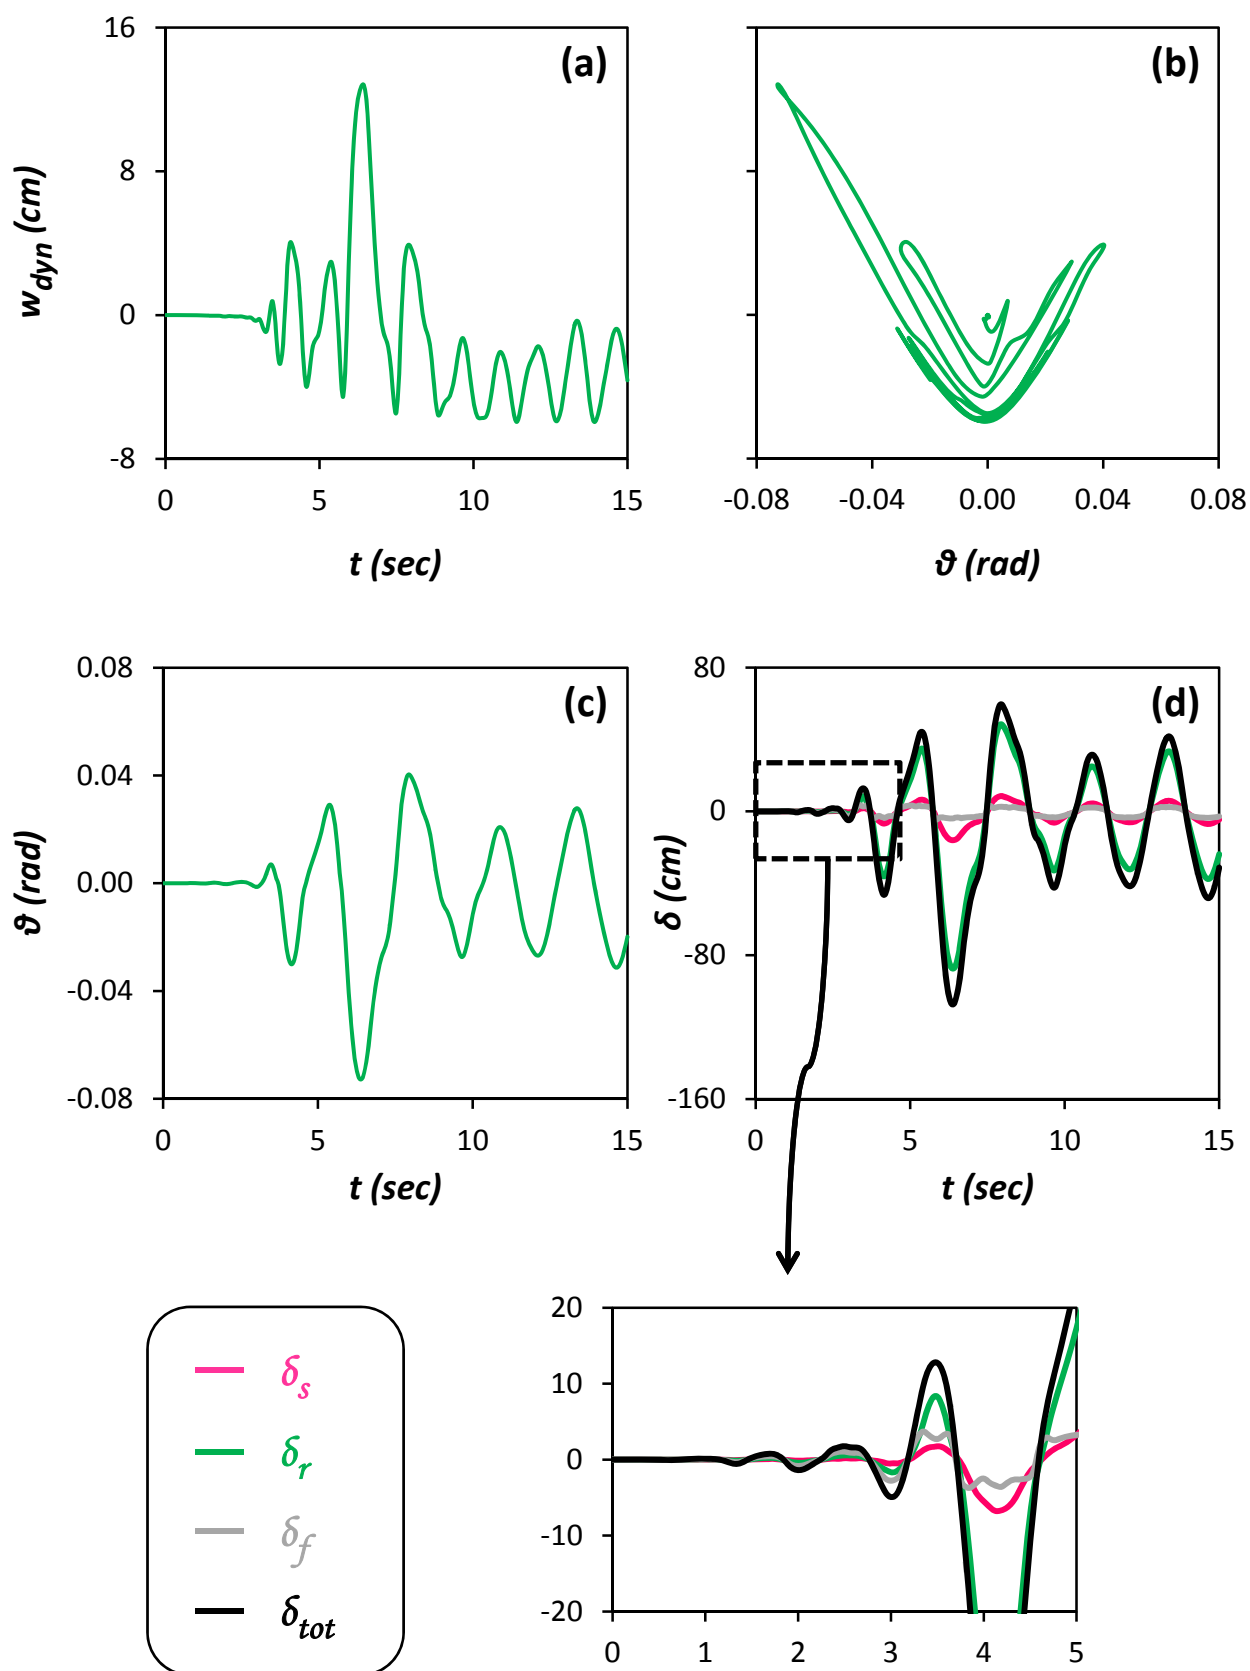 16
(a)
8
0
-8
w_dyn (cm)
0 5 10 15
t (sec)
(b)
-0.08 -0.04 0.00 0.04 0.08
ϑ (rad)
0.08
(c)
0.04
0.00
-0.04
-0.08
ϑ (rad)
0 5 10 15
t (sec)
80
(d)
0
-80
-160
δ (cm)
0 5 10 15
t (sec)
δ_s
δ_r
δ_f
δ_tot
20
10
0
-10
-20
0 1 2 3 4 5